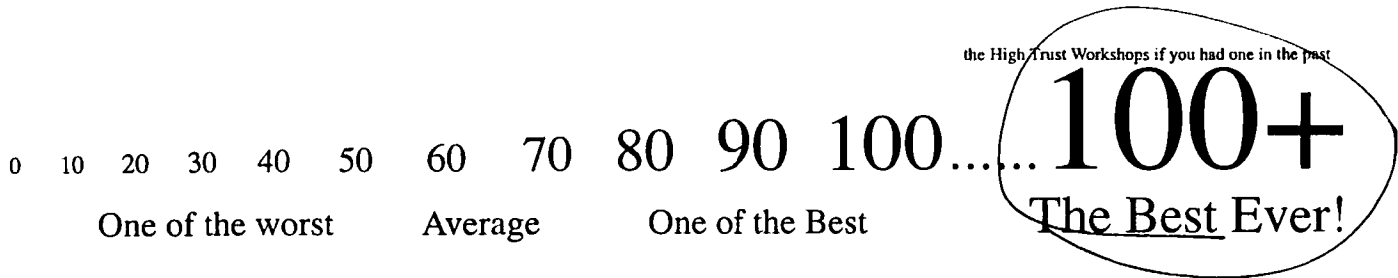 the High Trust Workshops if you had one in the past
0 10 20 30 40 50 60 70 80 90 100......100+
One of the worst Average One of the Best The Best Ever!